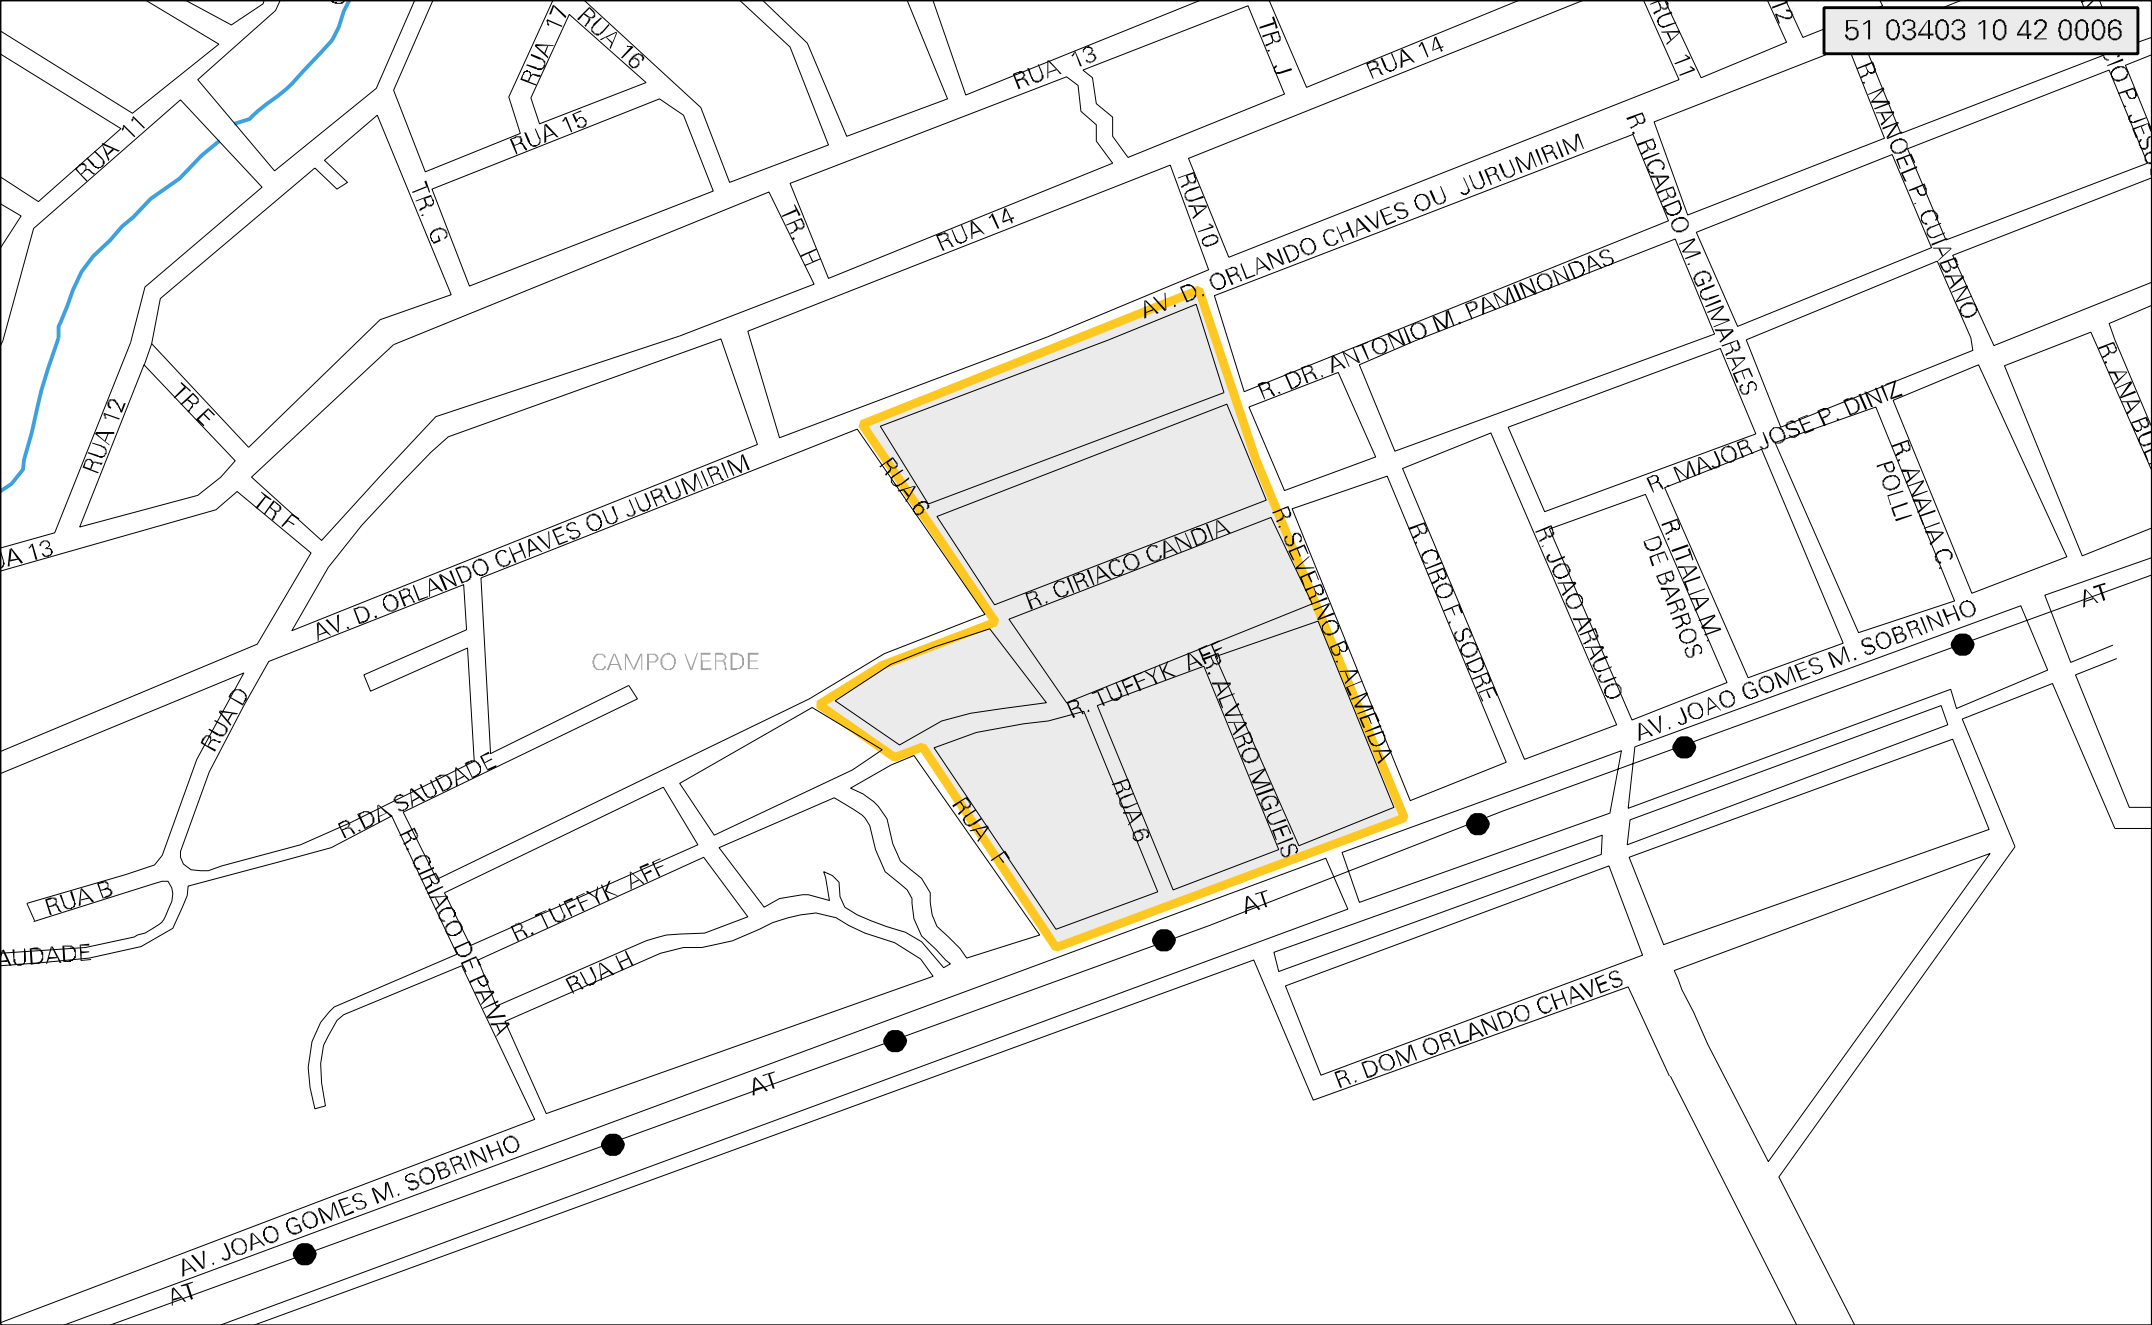 51 03403 10 42 0006
RUA 17
RUA 16
RUA 13
TR. J
RUA 14
RUA 11
R. MANOEL P. CUIABANO
RUA 11
RUA 15
R. RICARDO M. GUIMARAES
TR. G
TR. H
RUA 14
RUA 10
AV. D. ORLANDO CHAVES OU JURUMIRIM
R. DR. ANTONIO M. PAMINONDAS
TR E
RUA 12
RUA 6
R. MAJOR JOSE P. DINIZ
R. ANALIA C.
POLLI
TR F
AV. D. ORLANDO CHAVES OU JURUMIRIM
R. CIRIACO CANDIA
R. SEVERINO B. ALMEIDA
R. CIRO F. SODRE
R. JOAO ARAUJO
R. ITALIA M.
DE BARROS
CAMPO VERDE
R. TUFFYK AFF
R. ALVARO MIGUEIS
RUA D
R.DA SAUDADE
RUA 6
RUA F
AV. JOAO GOMES M. SOBRINHO
AT
RUA B
R. CIRIACO DE PAIVA
R. TUFFYK AFF
RUA H
AT
R. DOM ORLANDO CHAVES
AT
AV. JOAO GOMES M. SOBRINHO
AT